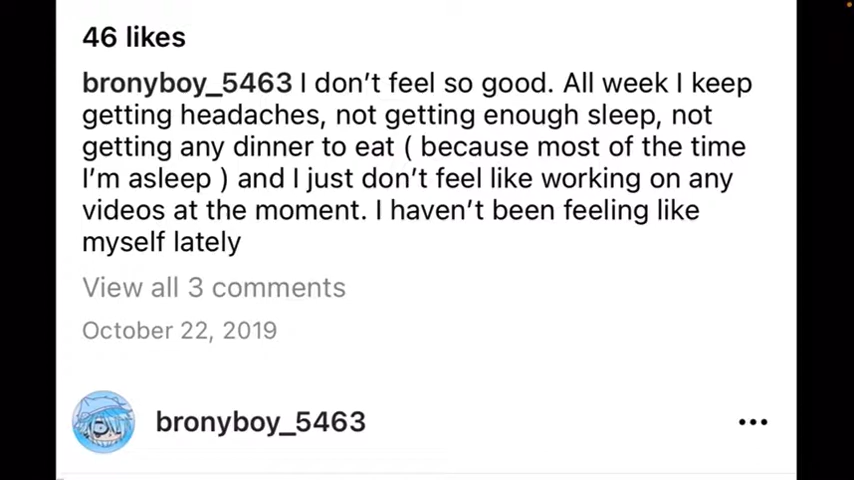 46 likes
bronyboy_5463 I don't feel so good. All week I keep
getting headaches, not getting enough sleep, not
getting any dinner to eat ( because most of the time
I'm asleep ) and I just don't feel like working on any
videos at the moment. I haven't been feeling like
myself lately
View all 3 comments
October 22, 2019
bronyboy_5463